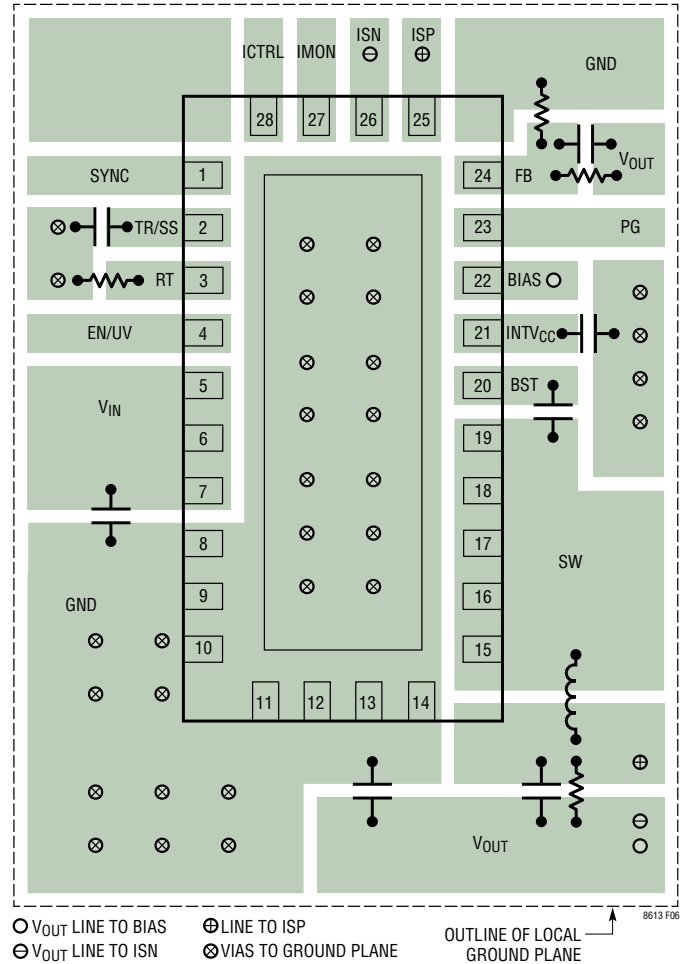 ISN ISP
ICTRL IMON
GND
28 27 26 25
VOUT
SYNC 1 24 FB
TR/SS 2 23 PG
RT 3 22 BIAS
EN/UV 4 21 INTVCC
5 20 BST
VIN
6 19
7 18
8 17
SW
9 16
GND
10 15
11 12 13 14
VOUT
8613 F06
VOUT LINE TO BIAS LINE TO ISP
VOUT LINE TO ISN VIAS TO GROUND PLANE
OUTLINE OF LOCAL
GROUND PLANE